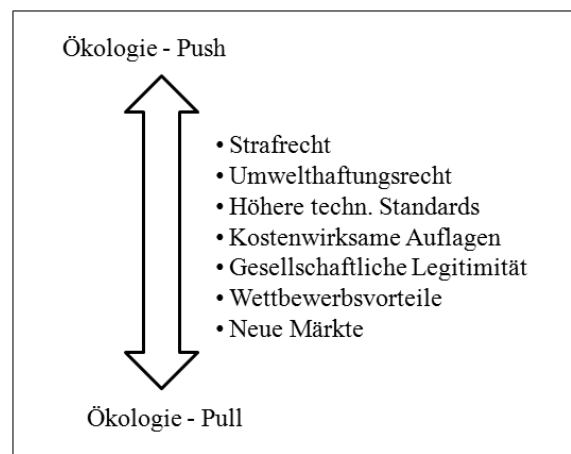 Ökologie - Push
• Strafrecht
• Umwelthaftungsrecht
• Höhere techn. Standards
• Kostenwirksame Auflagen
• Gesellschaftliche Legitimität
• Wettbewerbsvorteile
• Neue Märkte
Ökologie - Pull